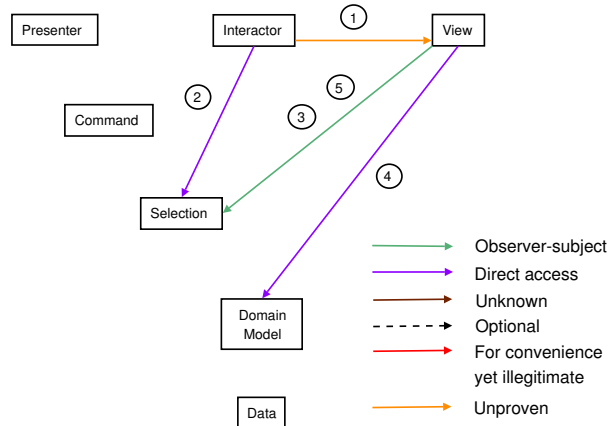 Presenter
Interactor
1
View
2
5
3
Command
4
Selection
Observer-subject
Direct access
Unknown
Optional
For convenience
yet illegitimate
Unproven
Domain
Model
Data